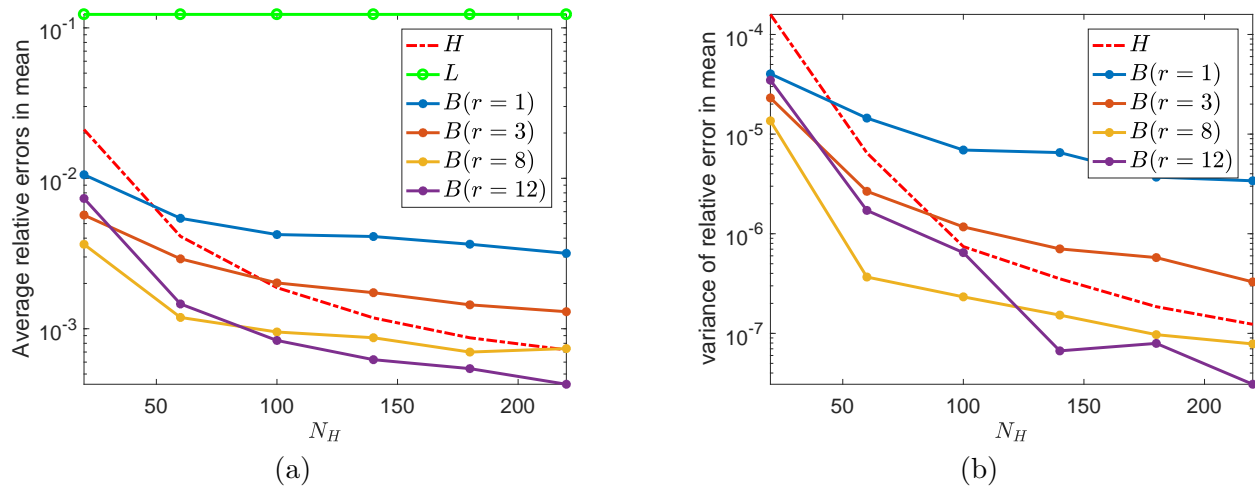 Average relative errors in mean
10^{-1}
10^{-2}
10^{-3}
H
L
B(r = 1)
B(r = 3)
B(r = 8)
B(r = 12)
50
100
150
200
N_H
(a)
variance of relative error in mean
10^{-4}
10^{-5}
10^{-6}
10^{-7}
H
B(r = 1)
B(r = 3)
B(r = 8)
B(r = 12)
50
100
150
200
N_H
(b)